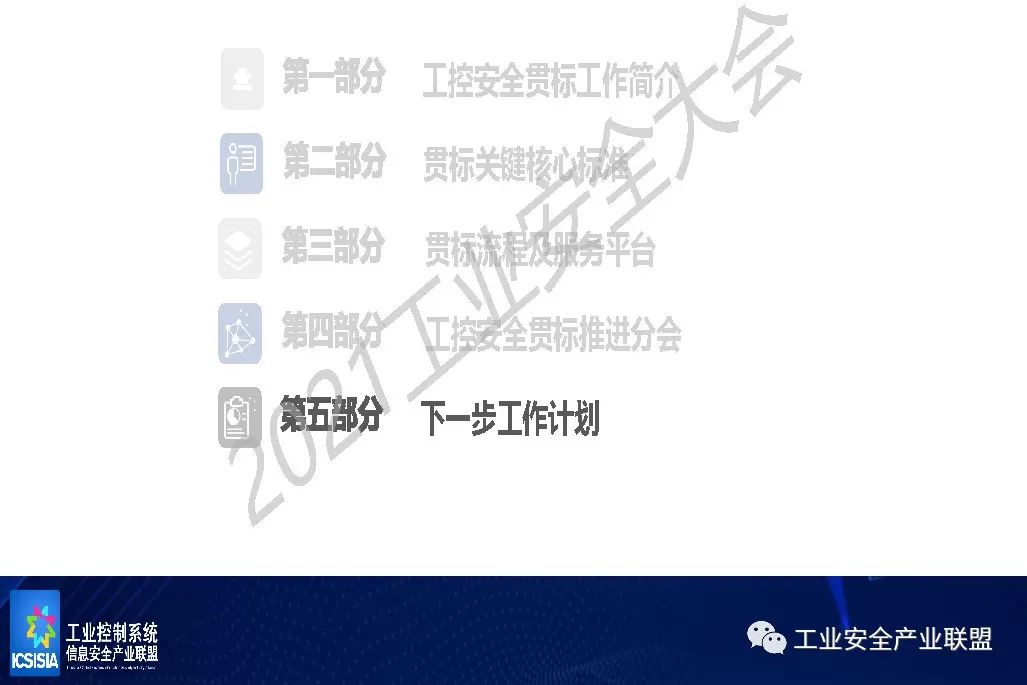 第一部分 工控安全贯标工作简介
第二部分 贯标关键核心标准
第三部分 贯标流程及服务平台
第四部分 工控安全贯标推进分会
第五部分 下一步工作计划
2021工业安全大会
ICSISIA
工业控制系统
信息安全产业联盟
工业安全产业联盟